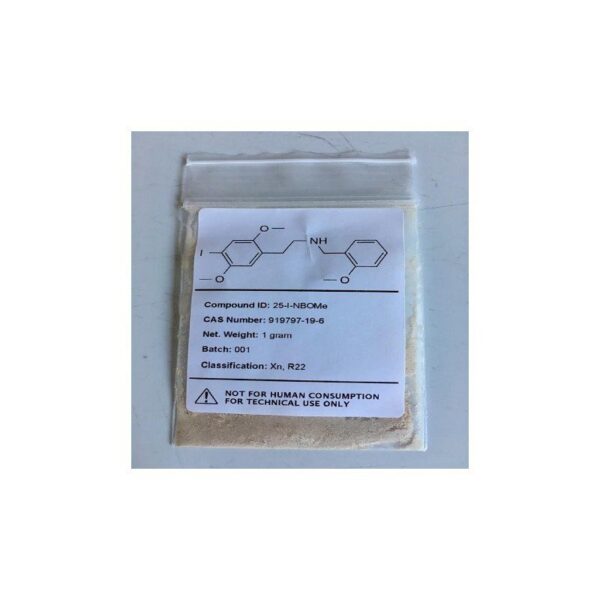 O
I
NH
O
O
Compound ID: 25-I-NBOMe
CAS Number: 919797-19-6
Net. Weight: 1 gram
Batch: 001
Classification: Xn, R22
NOT FOR HUMAN CONSUMPTION
FOR TECHNICAL USE ONLY